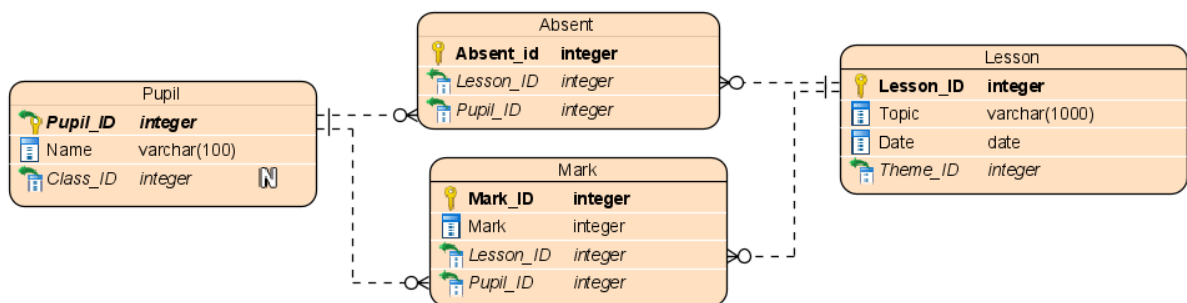 Absent
Absent_id integer
Lesson_ID integer
Pupil_ID integer
Pupil
Pupil_ID integer
Name varchar(100)
Class_ID integer N
Mark
Mark_ID integer
Mark integer
Lesson_ID integer
Pupil_ID integer
Lesson
Lesson_ID integer
Topic varchar(1000)
Date date
Theme_ID integer